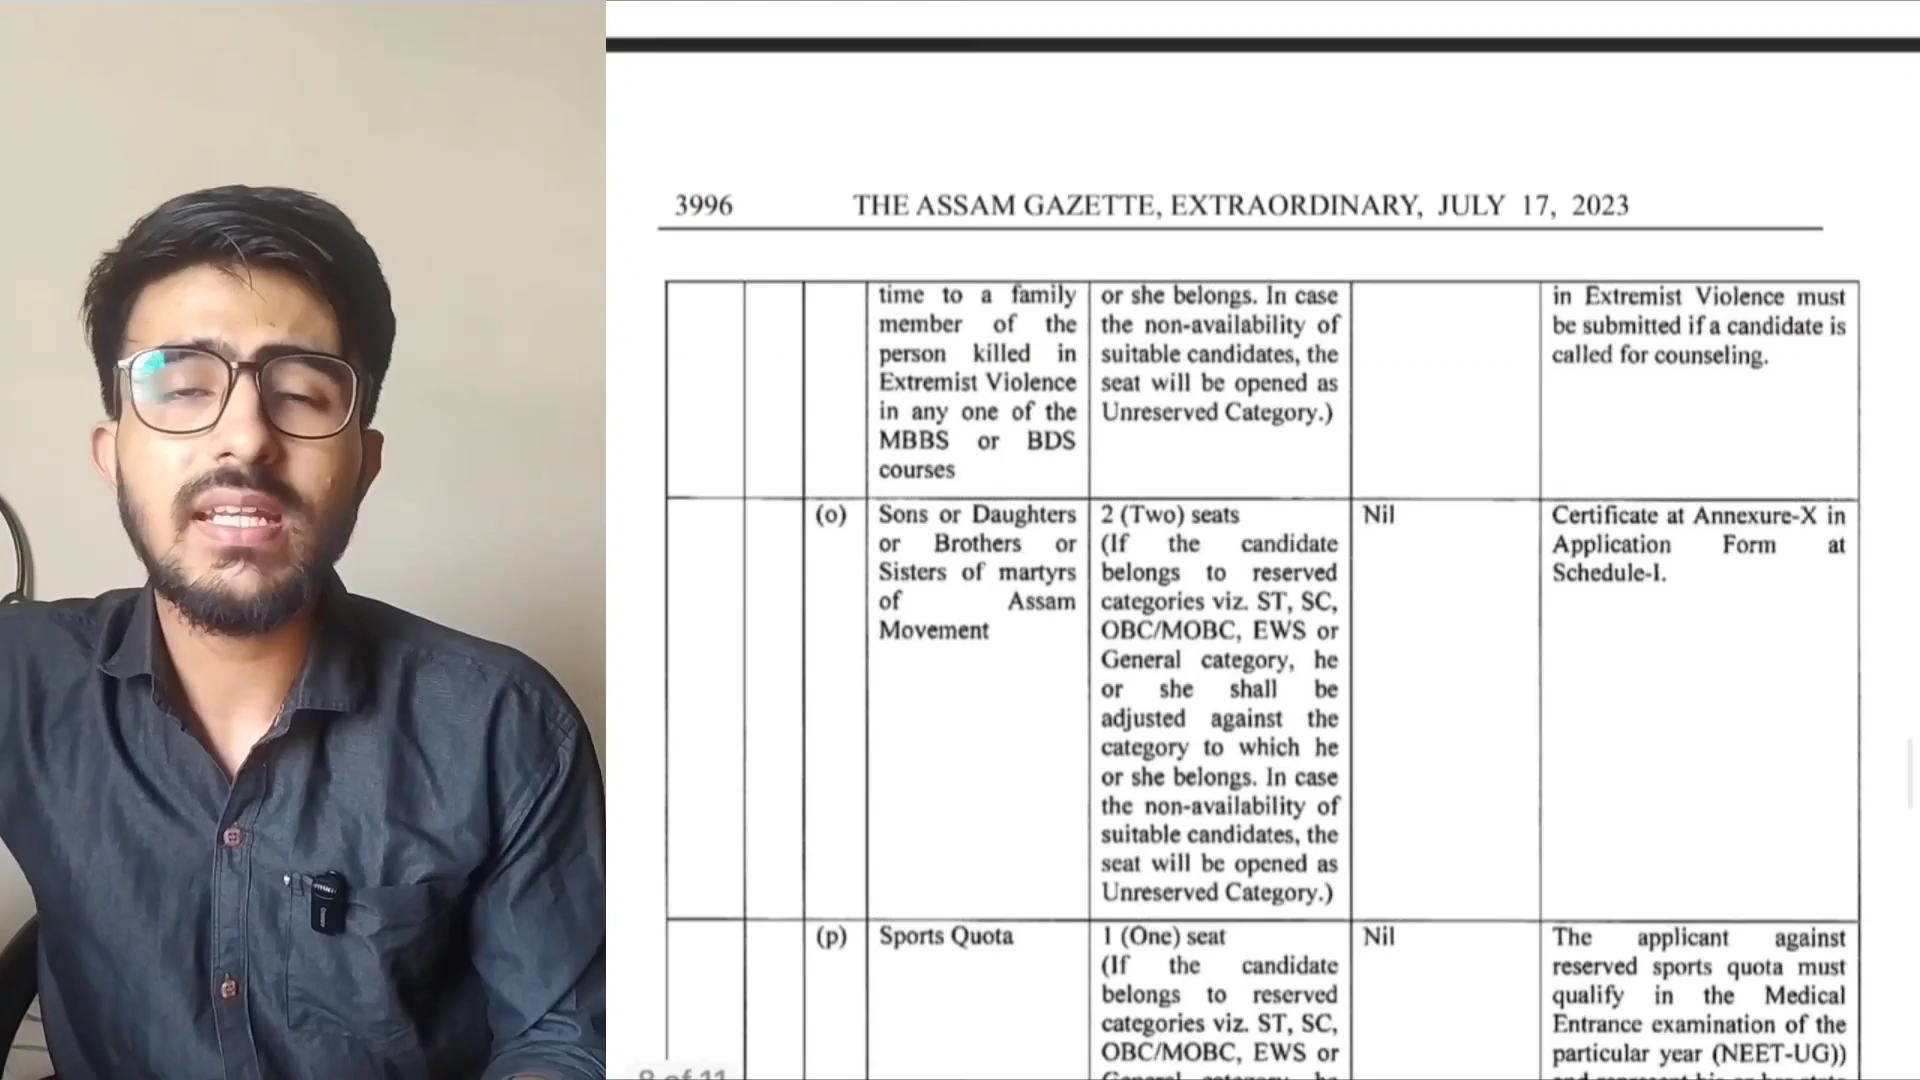 3996 THE ASSAM GAZETTE, EXTRAORDINARY, JULY 17, 2023
time to a family
member of the
person killed in
Extremist Violence
in any one of the
MBBS or BDS
courses
or she belongs. In case
the non-availability of
suitable candidates, the
seat will be opened as
Unreserved Category.)
in Extremist Violence must
be submitted if a candidate is
called for counseling.
(o)
Sons or Daughters
or Brothers or
Sisters of martyrs
of Assam
Movement
2 (Two) seats
(If the candidate
belongs to reserved
categories viz. ST, SC,
OBC/MOBC, EWS or
General category, he
or she shall be
adjusted against the
category to which he
or she belongs. In case
the non-availability of
suitable candidates, the
seat will be opened as
Unreserved Category.)
Nil
Certificate at Annexure-X in
Application Form at
Schedule-I.
(p)
Sports Quota
1 (One) seat
(If the candidate
belongs to reserved
categories viz. ST, SC,
OBC/MOBC, EWS or
General category, he
Nil
The applicant against
reserved sports quota must
qualify in the Medical
Entrance examination of the
particular year (NEET-UG))
of 11